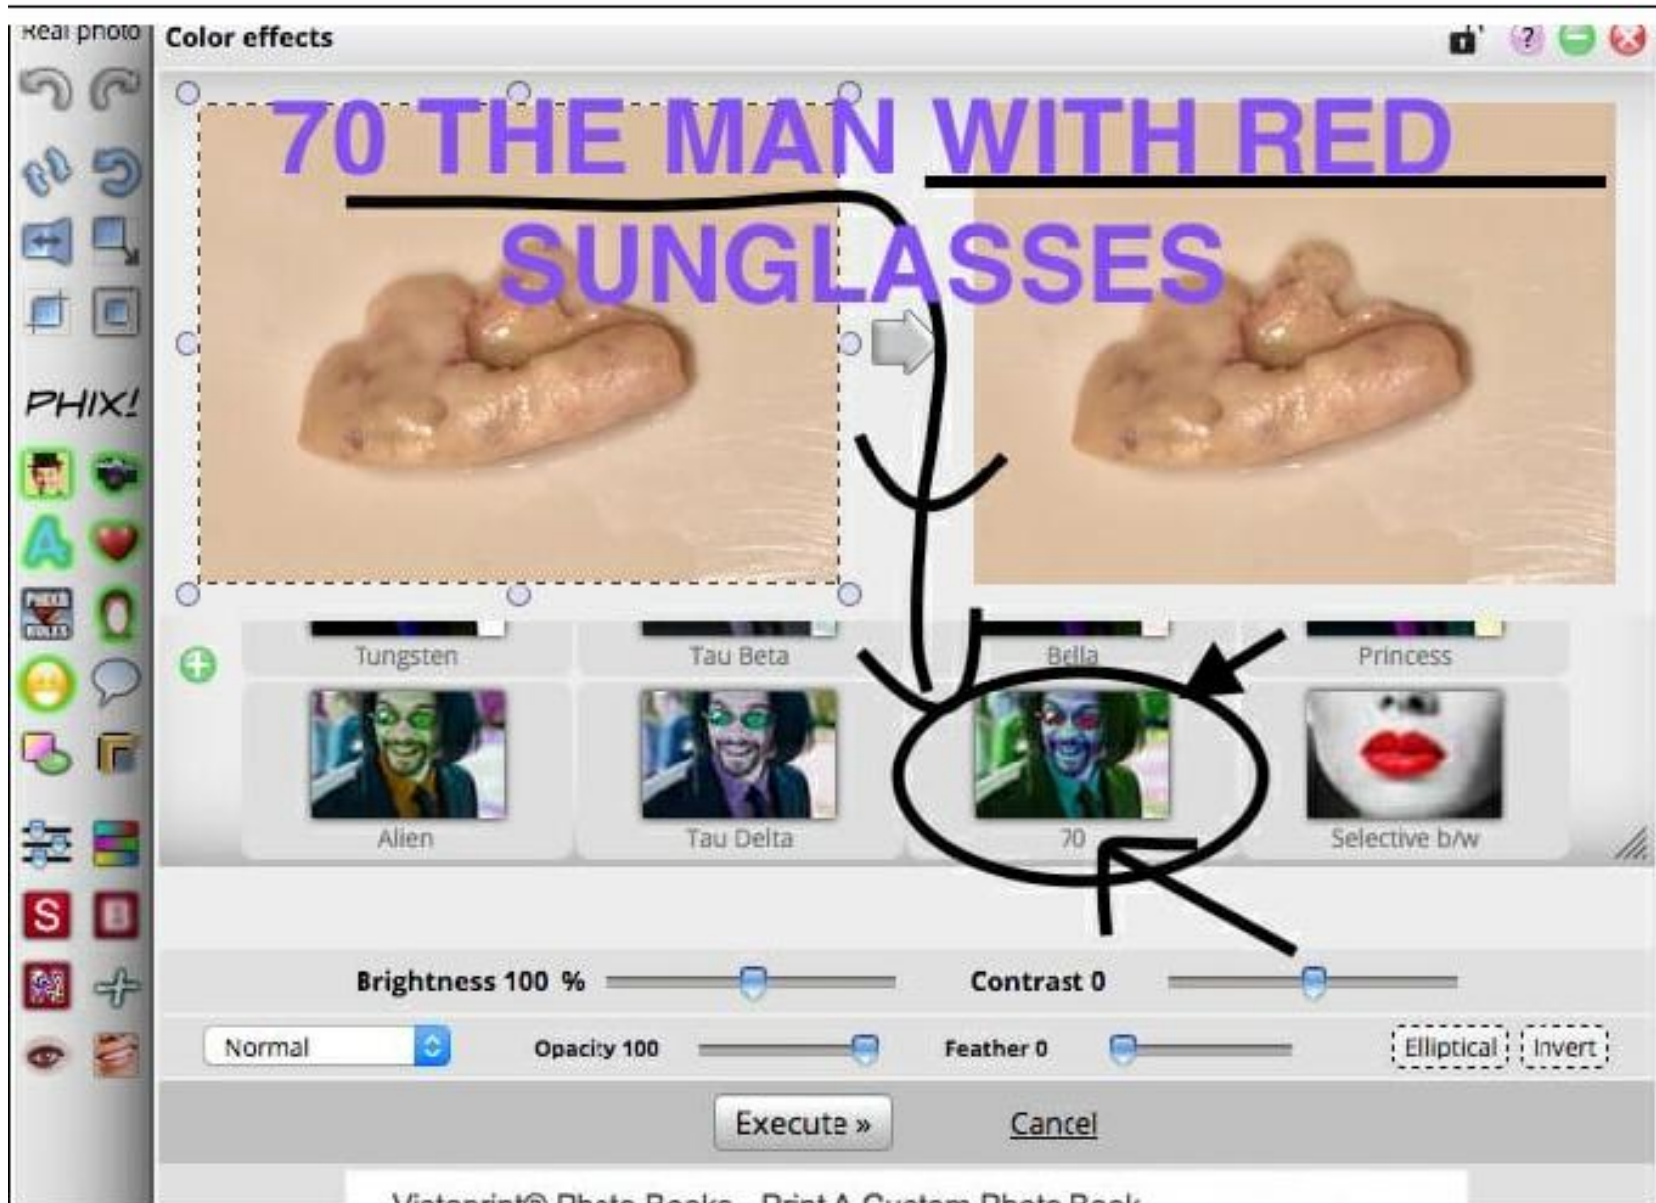 Real photo
Color effects
70 THE MAN WITH RED
SUNGLASSES
PHIX!
Tungsten
Tau Beta
Bella
Princess
Alien
Tau Delta
70
Selective b/w
Brightness 100 %
Contrast 0
Normal
Opacity 100
Feather 0
Elliptical
Invert
Execute »
Cancel
Vistaprint® Photo Books - Print A Custom Photo Book